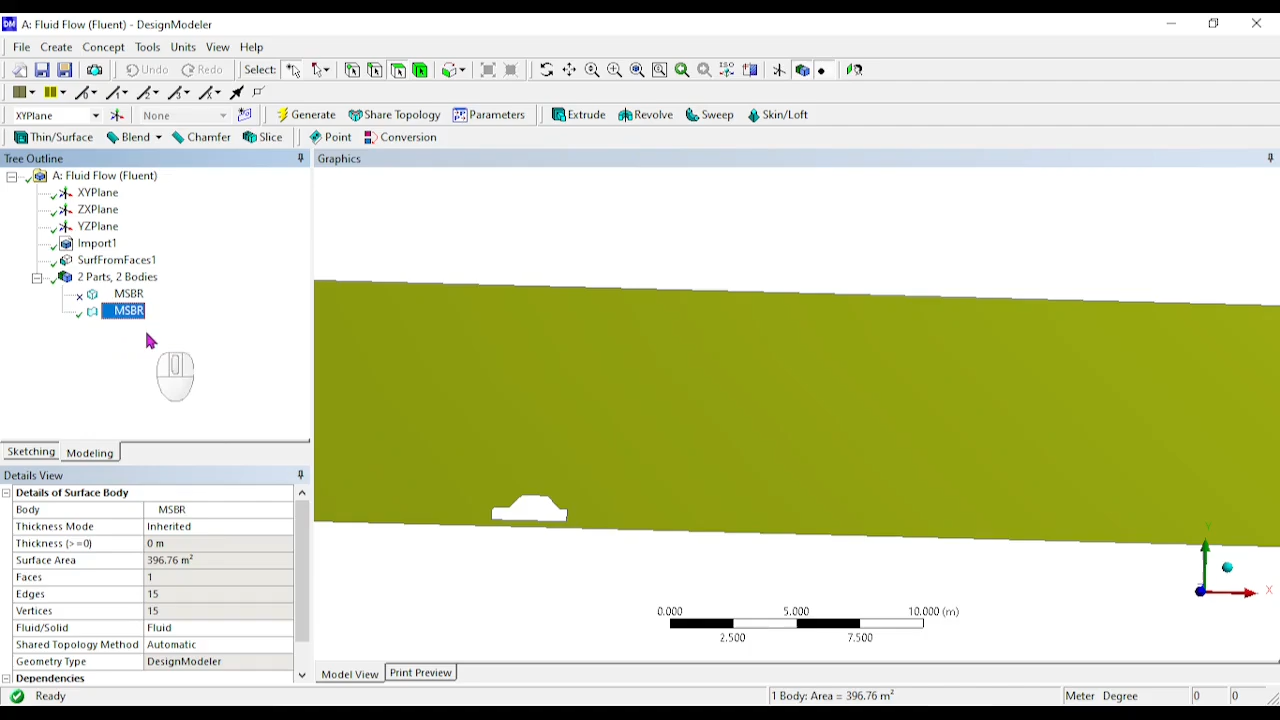 DM A: Fluid Flow (Fluent) - DesignModeler
File Create Concept Tools Units View Help
Undo Redo Select:
XYPlane None Generate Share Topology Parameters Extrude Revolve Sweep Skin/Loft
Thin/Surface Blend Chamfer Slice Point Conversion
Tree Outline
Graphics
A: Fluid Flow (Fluent)
XYPlane
ZXPlane
YZPlane
Import1
SurfFromFaces1
2 Parts, 2 Bodies
MSBR
MSBR
Sketching Modeling
Details View
Details of Surface Body
Body MSBR
Thickness Mode Inherited
Thickness (>=0) 0 m
Surface Area 396.76 m²
Faces 1
Edges 15
Vertices 15
Fluid/Solid Fluid
Shared Topology Method Automatic
Geometry Type DesignModeler
Dependencies
Y
X
0.000 5.000 10.000 (m)
2.500 7.500
Model View Print Preview
Ready 1 Body: Area = 396.76 m² Meter Degree 0 0